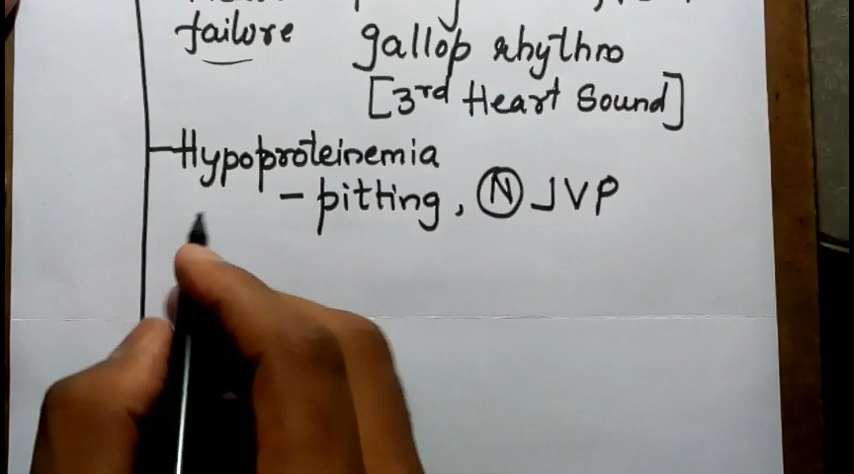 failure gallop rhythm
[3rd Heart Sound]
Hypoproteinemia
- pitting, Ⓝ JVP